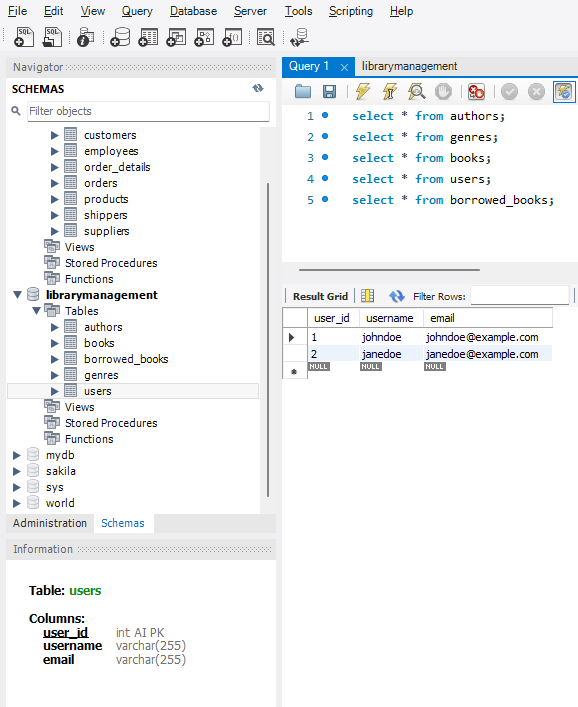 File Edit View Query Database Server Tools Scripting Help
Navigator
SCHEMAS
Filter objects
customers
employees
order_details
orders
products
shippers
suppliers
Views
Stored Procedures
Functions
librarymanagement
Tables
authors
books
borrowed_books
genres
users
Views
Stored Procedures
Functions
mydb
sakila
sys
world
Administration Schemas
Information
Table: users
Columns:
user_id int AI PK
username varchar(255)
email varchar(255)
Query 1 librarymanagement
1 select * from authors;
2 select * from genres;
3 select * from books;
4 select * from users;
5 select * from borrowed_books;
Result Grid Filter Rows:
user_id username email
1 johndoe johndoe@example.com
2 janedoe janedoe@example.com
NULL NULL NULL